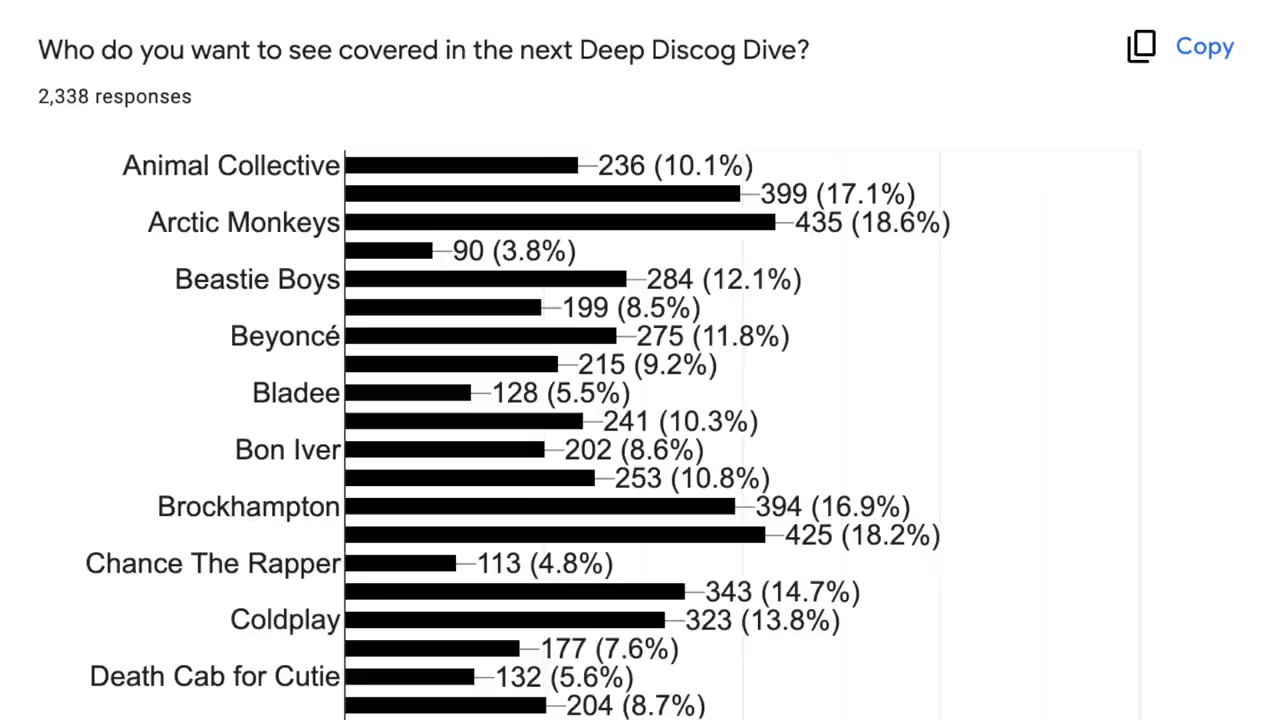 Who do you want to see covered in the next Deep Discog Dive?
Copy
2,338 responses
Animal Collective 236 (10.1%)
399 (17.1%)
Arctic Monkeys 435 (18.6%)
90 (3.8%)
Beastie Boys 284 (12.1%)
199 (8.5%)
Beyoncé 275 (11.8%)
215 (9.2%)
Bladee 128 (5.5%)
241 (10.3%)
Bon Iver 202 (8.6%)
253 (10.8%)
Brockhampton 394 (16.9%)
425 (18.2%)
Chance The Rapper 113 (4.8%)
343 (14.7%)
Coldplay 323 (13.8%)
177 (7.6%)
Death Cab for Cutie 132 (5.6%)
204 (8.7%)